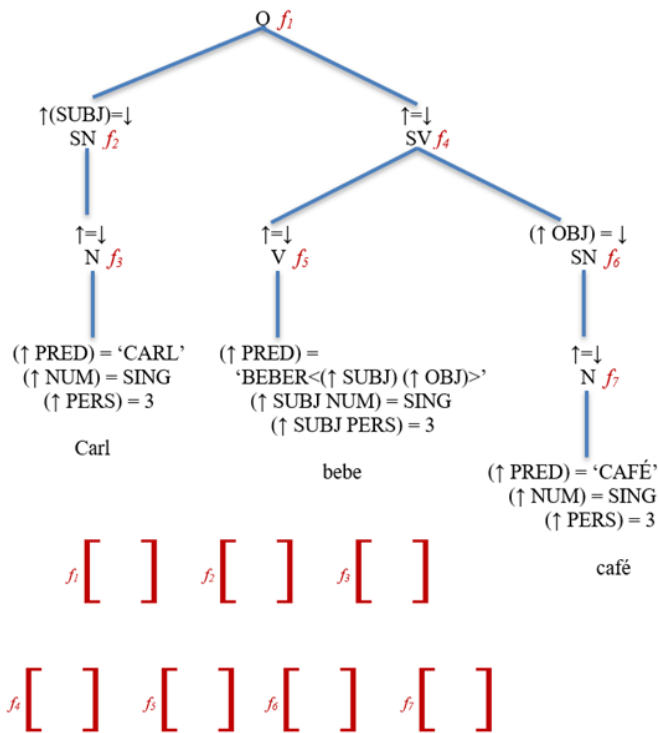 O f₁
↑(SUBJ)=↓ ↑=↓
SN f₂ SV f₄
↑=↓ ↑=↓ (↑ OBJ) = ↓
N f₃ V f₅ SN f₆
(↑ PRED) = ‘CARL’ (↑ PRED) = ↑=↓
(↑ NUM) = SING ‘BEBER<(↑ SUBJ) (↑ OBJ)>’ N f₇
(↑ PERS) = 3 (↑ SUBJ NUM) = SING
(↑ SUBJ PERS) = 3
Carl
bebe (↑ PRED) = ‘CAFÉ’
(↑ NUM) = SING
(↑ PERS) = 3
café
f₁ [ ] f₂ [ ] f₃ [ ]
f₄ [ ] f₅ [ ] f₆ [ ] f₇ [ ]